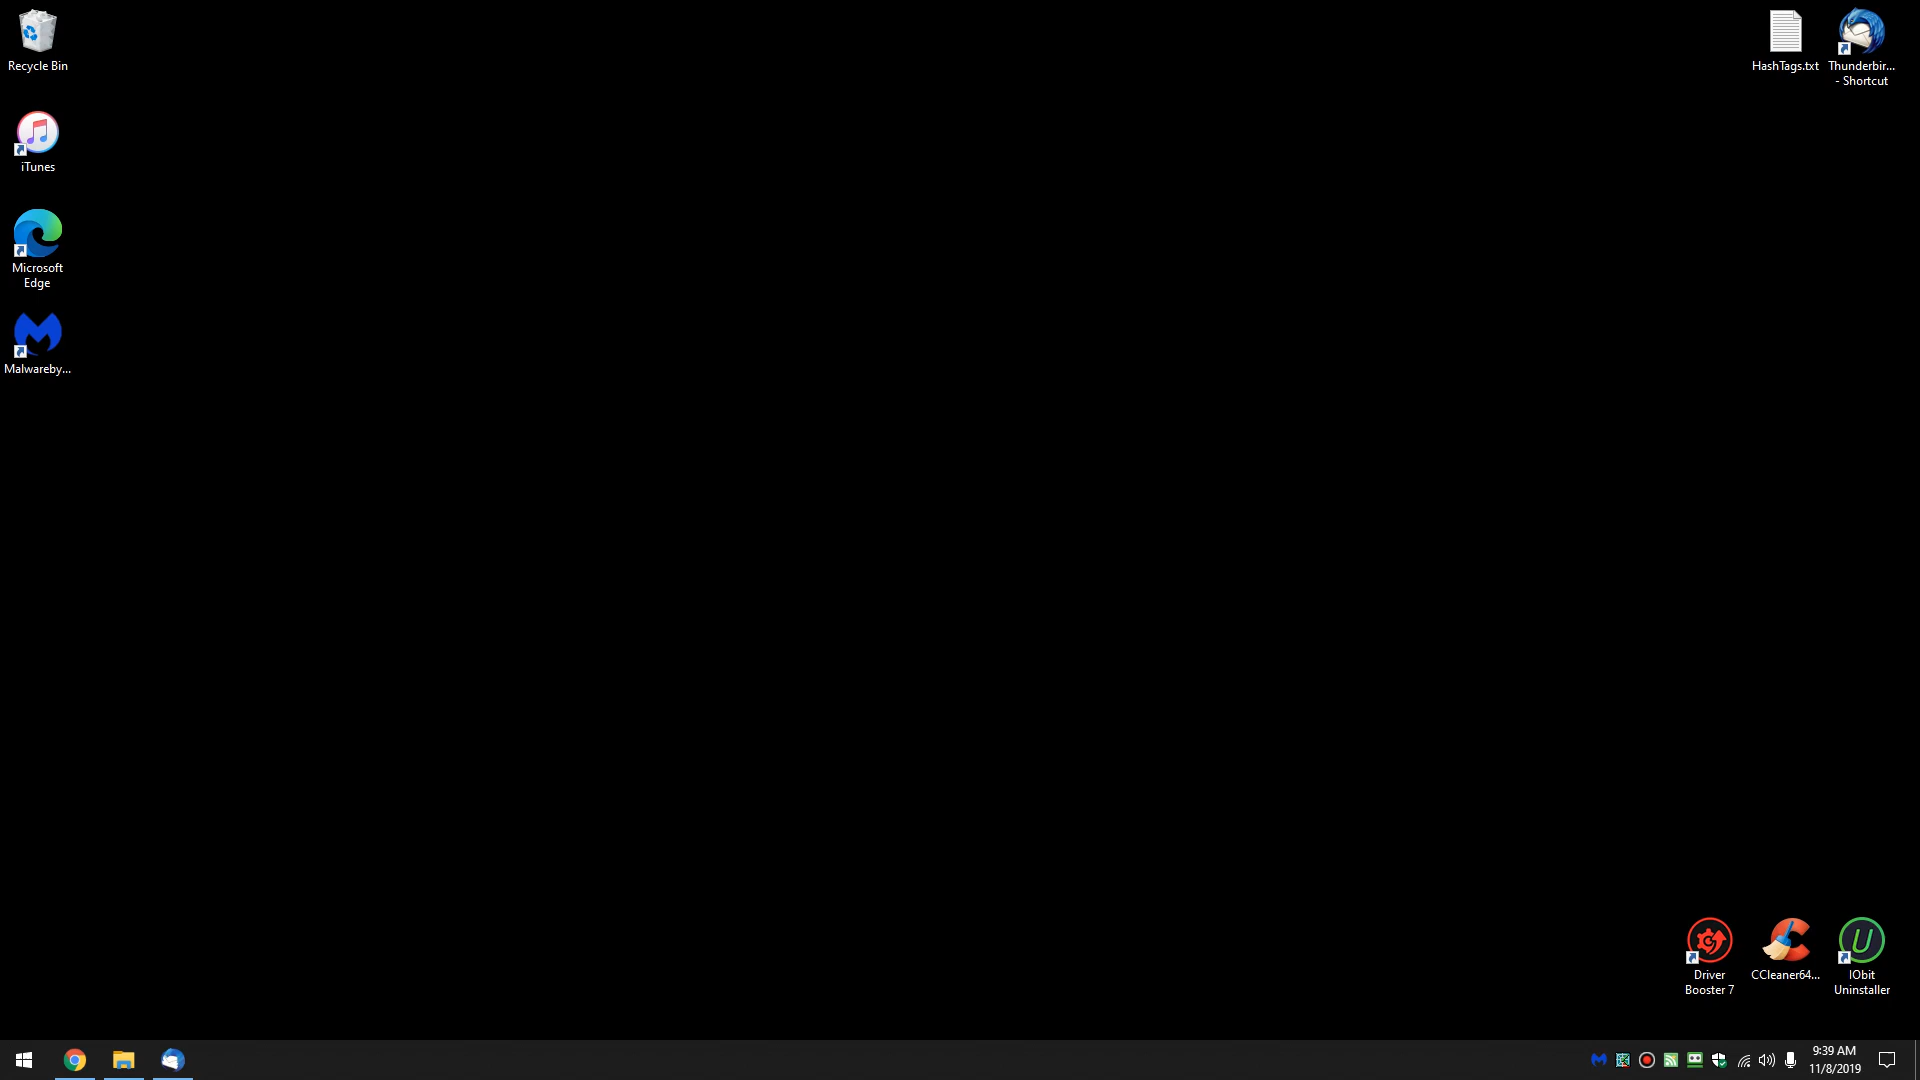 Recycle Bin
iTunes
Microsoft
Edge
Malwareby...
HashTags.txt
Thunderbir...
- Shortcut
Driver
Booster 7
CCleaner64...
IObit
Uninstaller
9:39 AM
11/8/2019